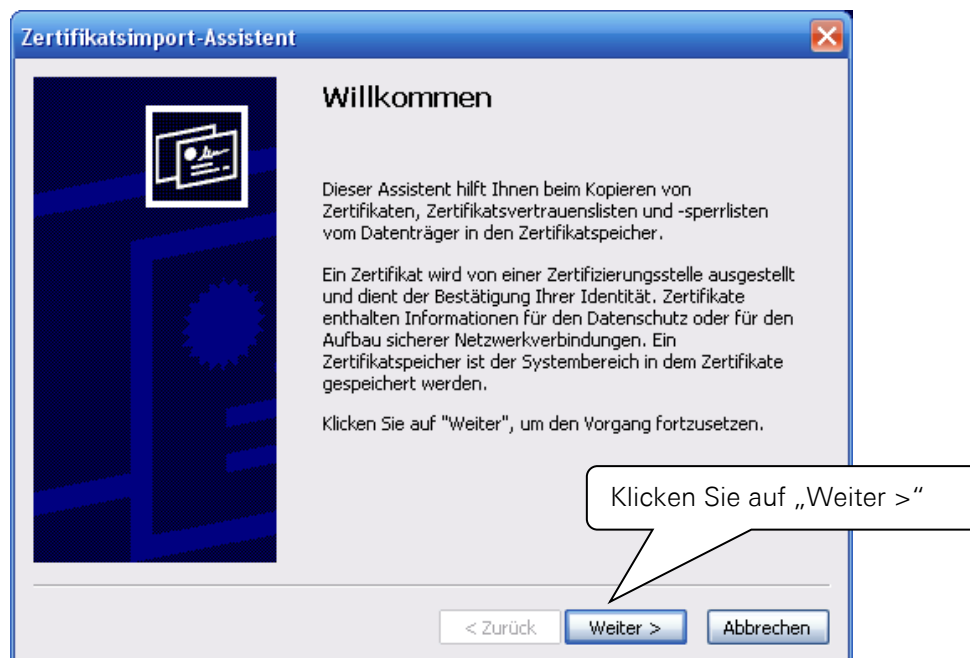 Zertifikatsimport-Assistent
Willkommen
Dieser Assistent hilft Ihnen beim Kopieren von
Zertifikaten, Zertifikatsvertrauenslisten und -sperrlisten
vom Datenträger in den Zertifikatspeicher.
Ein Zertifikat wird von einer Zertifizierungsstelle ausgestellt
und dient der Bestätigung Ihrer Identität. Zertifikate
enthalten Informationen für den Datenschutz oder für den
Aufbau sicherer Netzwerkverbindungen. Ein
Zertifikatspeicher ist der Systembereich in dem Zertifikate
gespeichert werden.
Klicken Sie auf "Weiter", um den Vorgang fortzusetzen.
Klicken Sie auf „Weiter >“
< Zurück
Weiter >
Abbrechen